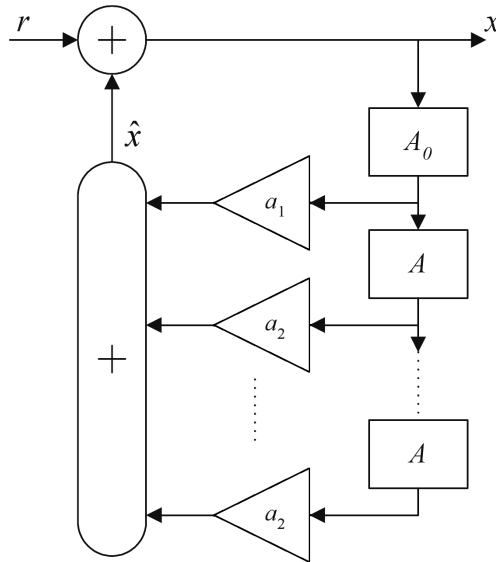 r
+
x
x̂
A₀
a₁
A
a₂
+
A
a₂